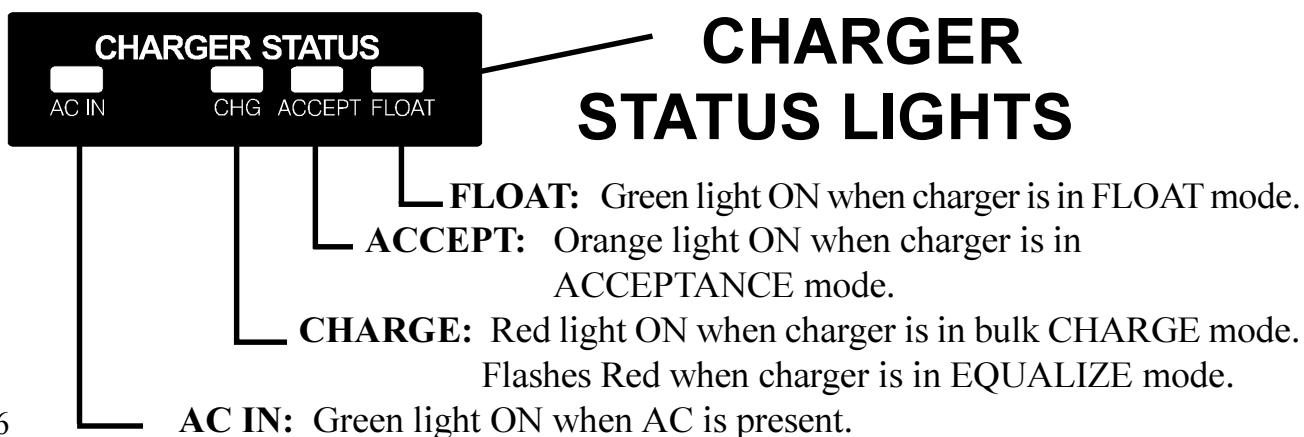 CHARGER STATUS
AC IN CHG ACCEPT FLOAT
CHARGER
STATUS LIGHTS
FLOAT: Green light ON when charger is in FLOAT mode.
ACCEPT: Orange light ON when charger is in
ACCEPTANCE mode.
CHARGE: Red light ON when charger is in bulk CHARGE mode.
Flashes Red when charger is in EQUALIZE mode.
AC IN: Green light ON when AC is present.
6